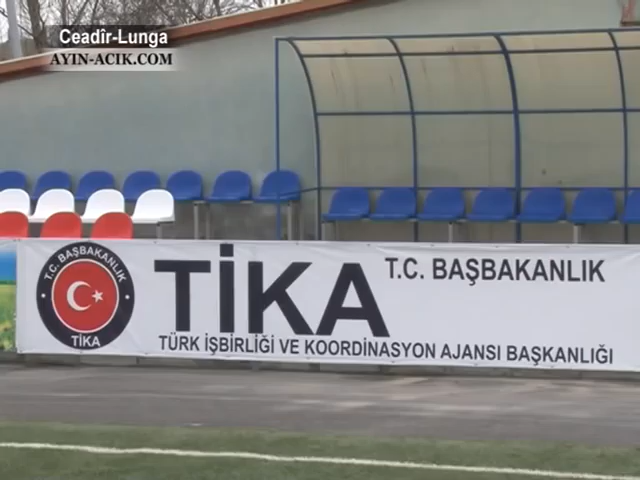 Ceadîr-Lunga
AYIN-ACIK.COM
T.C. BAŞBAKANLIK
TİKA
TİKA
T.C. BAŞBAKANLIK
TÜRK İŞBİRLİĞİ VE KOORDİNASYON AJANSI BAŞKANLIĞI